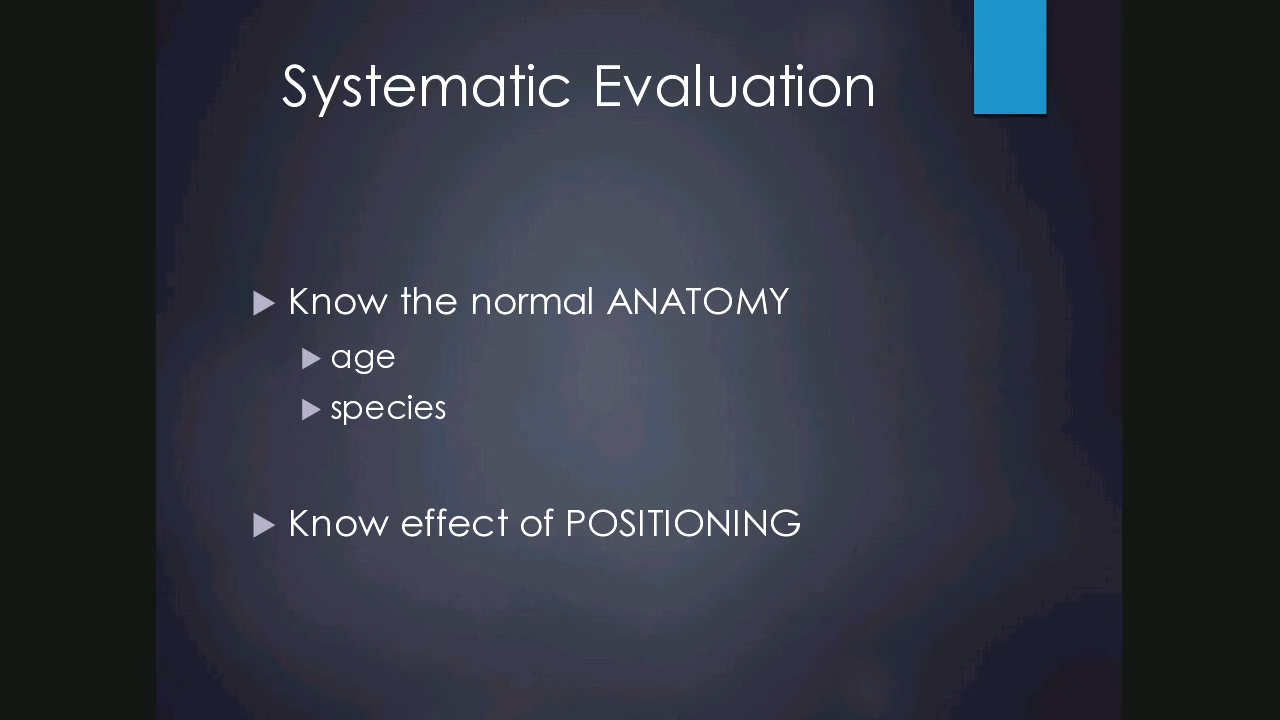 Systematic Evaluation
Know the normal ANATOMY
age
species
Know effect of POSITIONING